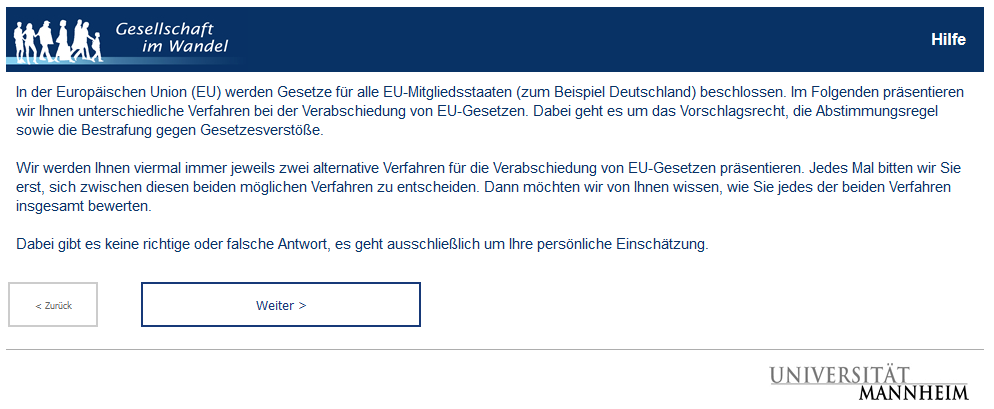 Gesellschaft
im Wandel
Hilfe
In der Europäischen Union (EU) werden Gesetze für alle EU-Mitgliedsstaaten (zum Beispiel Deutschland) beschlossen. Im Folgenden präsentieren
wir Ihnen unterschiedliche Verfahren bei der Verabschiedung von EU-Gesetzen. Dabei geht es um das Vorschlagsrecht, die Abstimmungsregel
sowie die Bestrafung gegen Gesetzesverstöße.
Wir werden Ihnen viermal immer jeweils zwei alternative Verfahren für die Verabschiedung von EU-Gesetzen präsentieren. Jedes Mal bitten wir Sie
erst, sich zwischen diesen beiden möglichen Verfahren zu entscheiden. Dann möchten wir von Ihnen wissen, wie Sie jedes der beiden Verfahren
insgesamt bewerten.
Dabei gibt es keine richtige oder falsche Antwort, es geht ausschließlich um Ihre persönliche Einschätzung.
< Zurück
Weiter >
UNIVERSITÄT
MANNHEIM